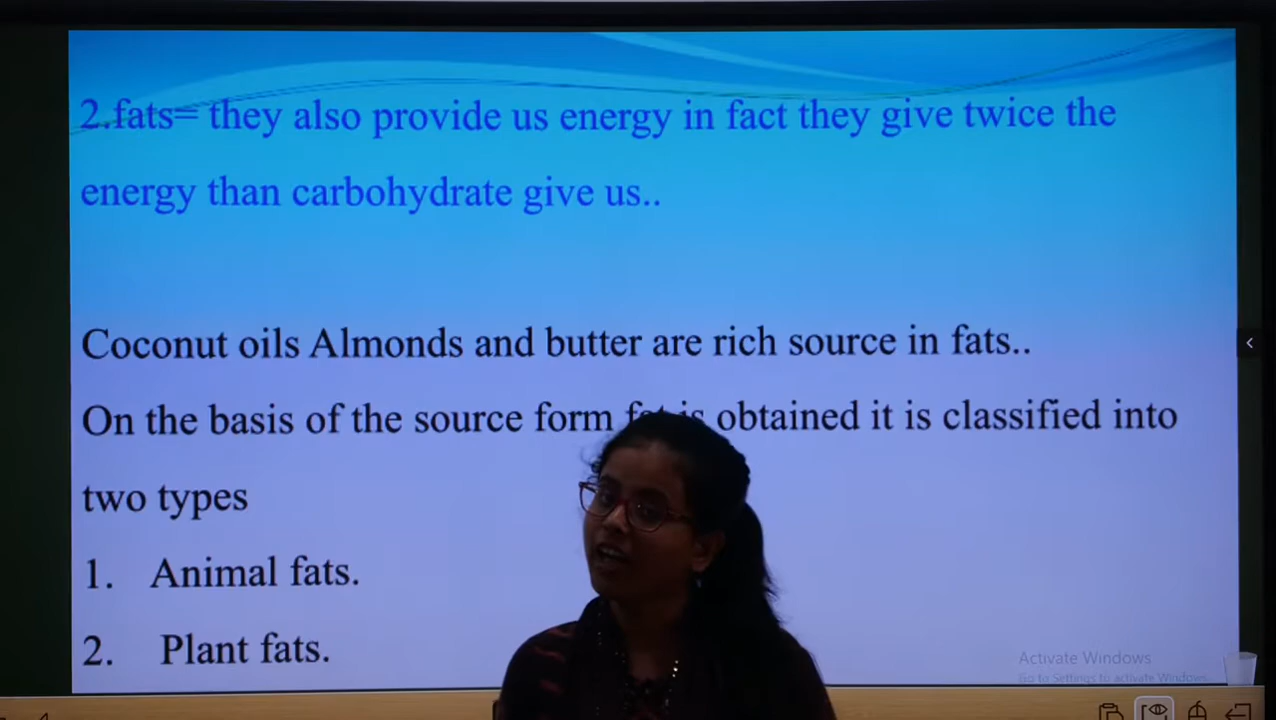 2.fats= they also provide us energy in fact they give twice the
energy than carbohydrate give us..
Coconut oils Almonds and butter are rich source in fats..
On the basis of the source form fat is obtained it is classified into
two types
1. Animal fats.
2. Plant fats.
Activate Windows
Go to Settings to activate Windows.